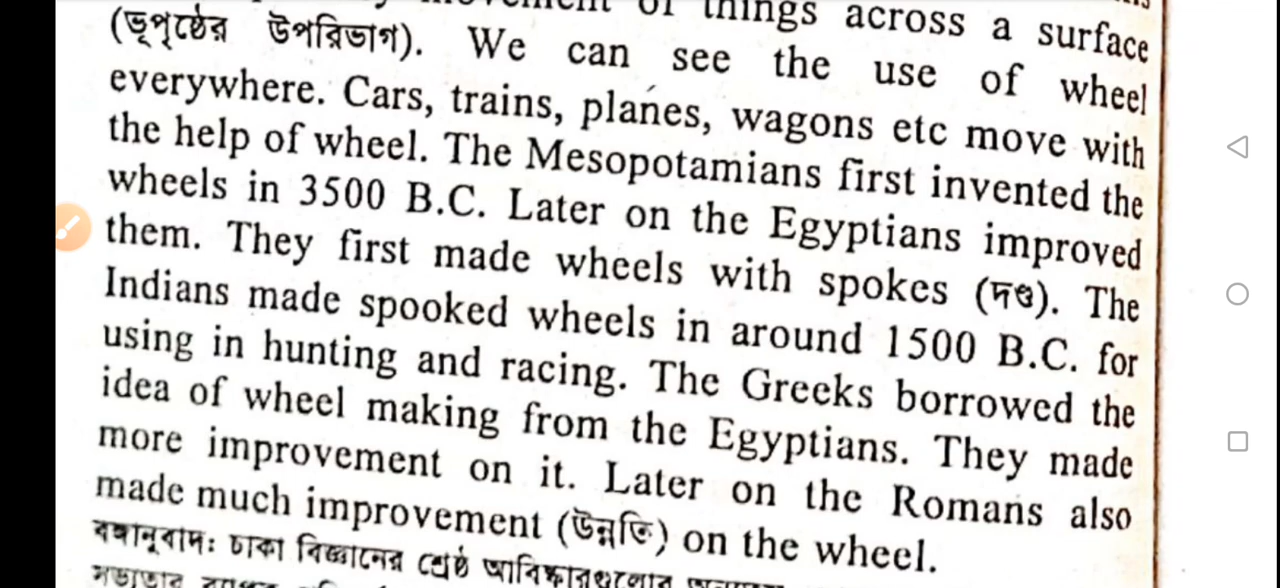 of things across a surface
(ভূপৃষ্ঠের উপরিভাগ). We can see the use of wheel
everywhere. Cars, trains, planes, wagons etc move with
the help of wheel. The Mesopotamians first invented the
wheels in 3500 B.C. Later on the Egyptians improved
them. They first made wheels with spokes (দণ্ড). The
Indians made spooked wheels in around 1500 B.C. for
using in hunting and racing. The Greeks borrowed the
idea of wheel making from the Egyptians. They made
more improvement on it. Later on the Romans also
made much improvement (উন্নতি) on the wheel.
বঙ্গানুবাদঃ চাকা বিজ্ঞানের শ্রেষ্ঠ আবিষ্কারগুলোর